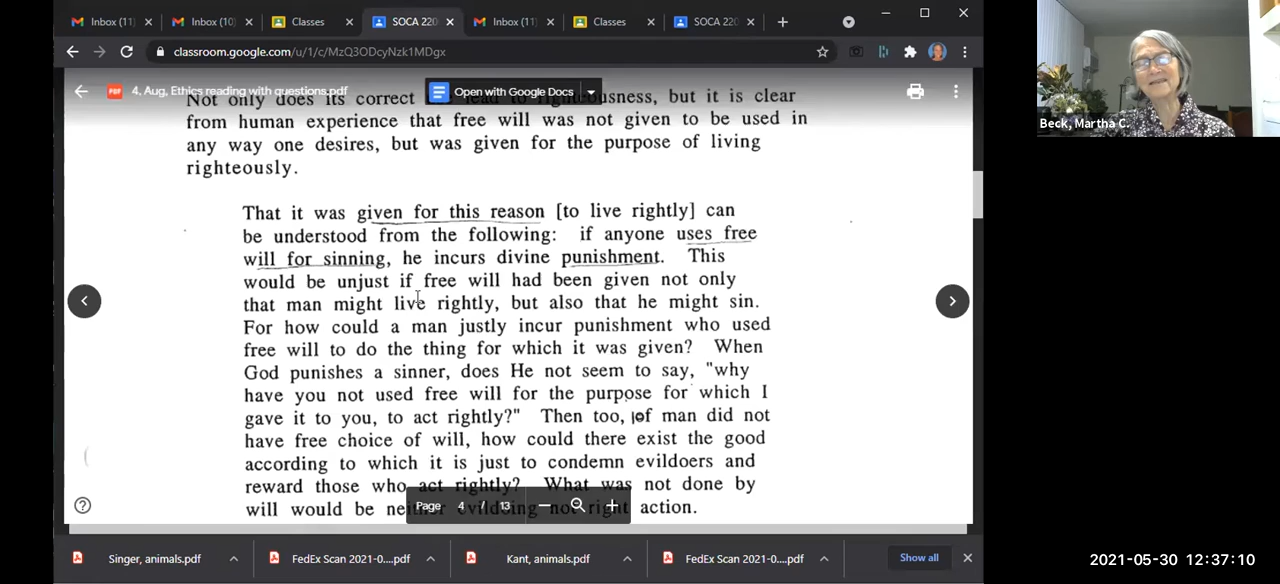 Inbox (11)
Inbox (10)
Classes
SOCA 220
Inbox (11)
Classes
SOCA 220
classroom.google.com/u/1/c/MzQ3ODcyNzk1MDgx
4, Aug, Ethics reading with questions.pdf
Open with Google Docs
Not only does its correct lead to righteousness, but it is clear
from human experience that free will was not given to be used in
any way one desires, but was given for the purpose of living
righteously.
That it was given for this reason [to live rightly] can
be understood from the following: if anyone uses free
will for sinning, he incurs divine punishment. This
would be unjust if free will had been given not only
that man might live rightly, but also that he might sin.
For how could a man justly incur punishment who used
free will to do the thing for which it was given? When
God punishes a sinner, does He not seem to say, "why
have you not used free will for the purpose for which I
gave it to you, to act rightly?" Then too, of man did not
have free choice of will, how could there exist the good
according to which it is just to condemn evildoers and
reward those who act rightly? What was not done by
will would be neither evildoing not right action.
Page 4 / 13
Singer, animals.pdf
FedEx Scan 2021-0....pdf
Kant, animals.pdf
FedEx Scan 2021-0....pdf
Show all
Beck, Martha C.
2021-05-30 12:37:10